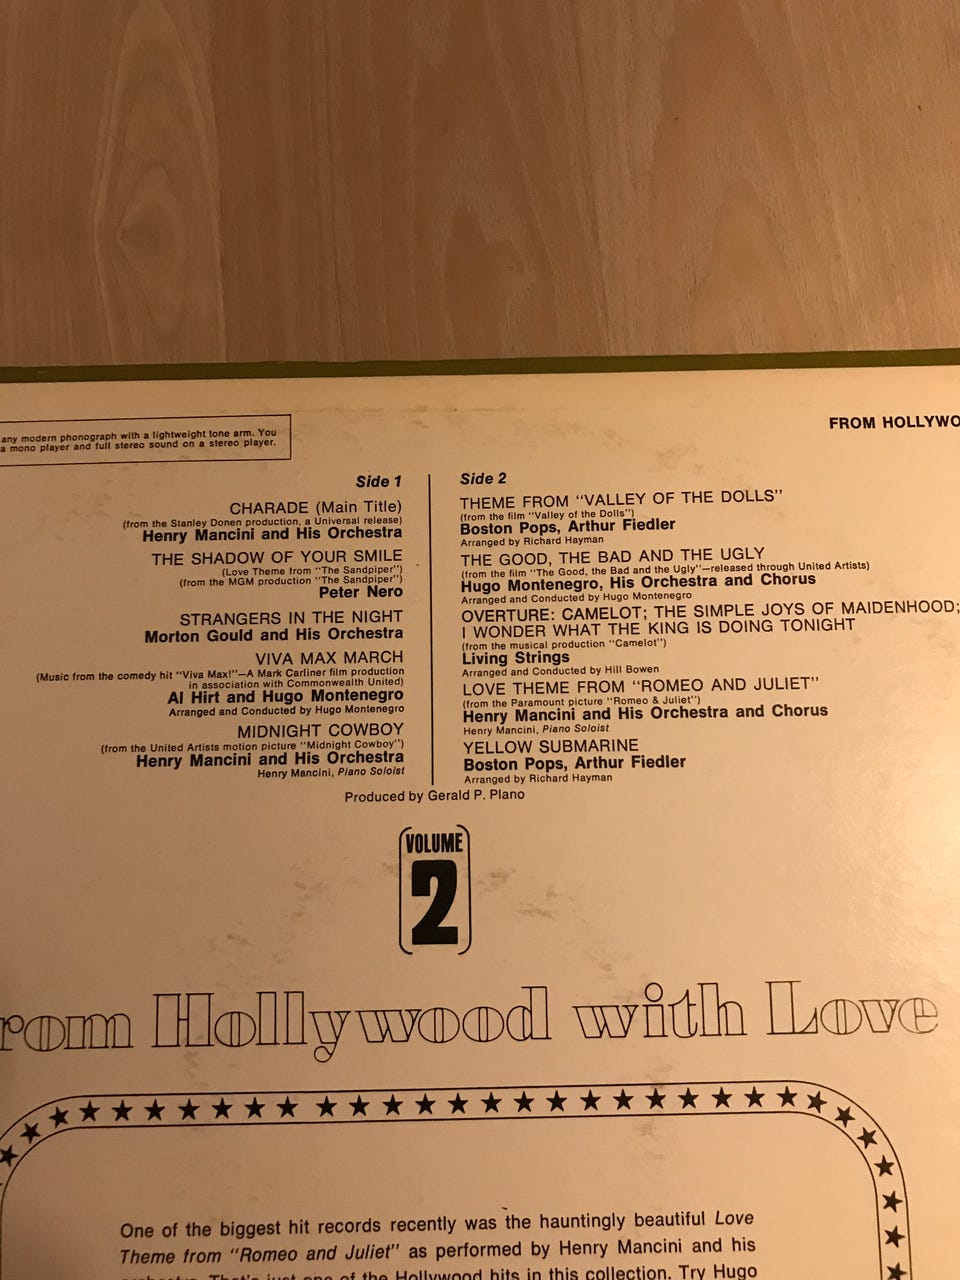 any modern phonograph with a lightweight tone arm. You
a mono player and full stereo sound on a stereo player.
FROM HOLLYWO
Side 1
CHARADE (Main Title)
(from the Stanley Donen production, a Universal release)
Henry Mancini and His Orchestra
THE SHADOW OF YOUR SMILE
(Love Theme from "The Sandpiper")
(from the MGM production "The Sandpiper")
Peter Nero
STRANGERS IN THE NIGHT
Morton Gould and His Orchestra
VIVA MAX MARCH
(Music from the comedy hit "Viva Max!"—A Mark Carliner film production
in association with Commonwealth United)
Al Hirt and Hugo Montenegro
Arranged and Conducted by Hugo Montenegro
MIDNIGHT COWBOY
(from the United Artists motion picture "Midnight Cowboy")
Henry Mancini and His Orchestra
Henry Mancini, Piano Soloist
Side 2
THEME FROM "VALLEY OF THE DOLLS"
(from the film "Valley of the Dolls")
Boston Pops, Arthur Fiedler
Arranged by Richard Hayman
THE GOOD, THE BAD AND THE UGLY
(from the film "The Good, the Bad and the Ugly"—released through United Artists)
Hugo Montenegro, His Orchestra and Chorus
Arranged and Conducted by Hugo Montenegro
OVERTURE: CAMELOT; THE SIMPLE JOYS OF MAIDENHOOD;
I WONDER WHAT THE KING IS DOING TONIGHT
(from the musical production "Camelot")
Living Strings
Arranged and Conducted by Hill Bowen
LOVE THEME FROM "ROMEO AND JULIET"
(from the Paramount picture "Romeo & Juliet")
Henry Mancini and His Orchestra and Chorus
Henry Mancini, Piano Soloist
YELLOW SUBMARINE
Boston Pops, Arthur Fiedler
Arranged by Richard Hayman
Produced by Gerald P. Plano
VOLUME
2
rom Hollywood with Love
One of the biggest hit records recently was the hauntingly beautiful Love
Theme from "Romeo and Juliet" as performed by Henry Mancini and his
orchestra. That's just one of the Hollywood hits in this collection. Try Hugo